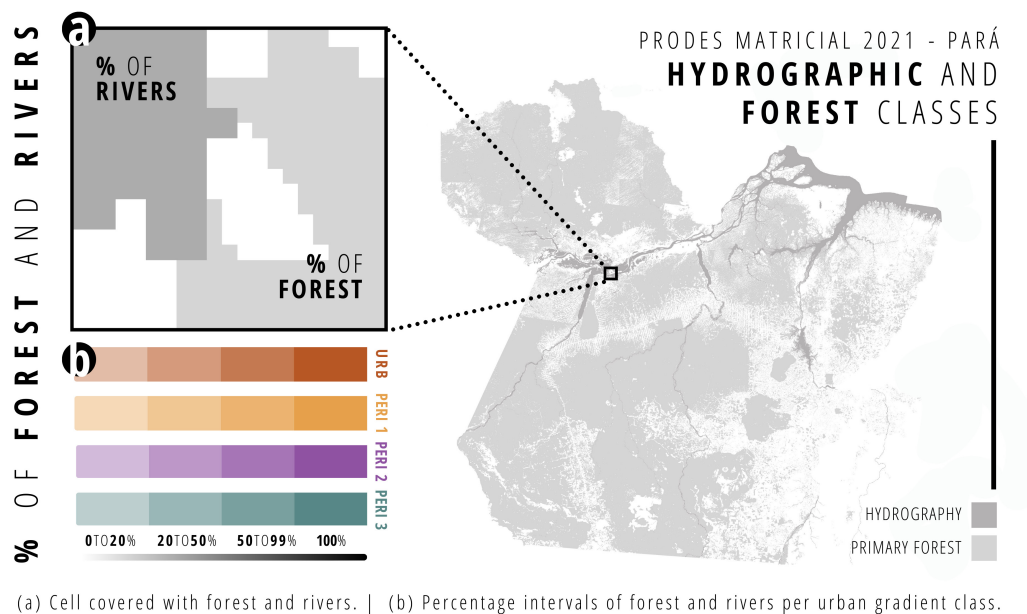 % OF FOREST AND RIVERS
a
% OF
RIVERS
% OF
FOREST
PRODES MATRICIAL 2021 - PARÁ
HYDROGRAPHIC AND
FOREST CLASSES
HYDROGRAPHY
PRIMARY FOREST
b
URB
PERI 1
PERI 2
PERI 3
0TO20% 20TO50% 50TO99% 100%
(a) Cell covered with forest and rivers. | (b) Percentage intervals of forest and rivers per urban gradient class.